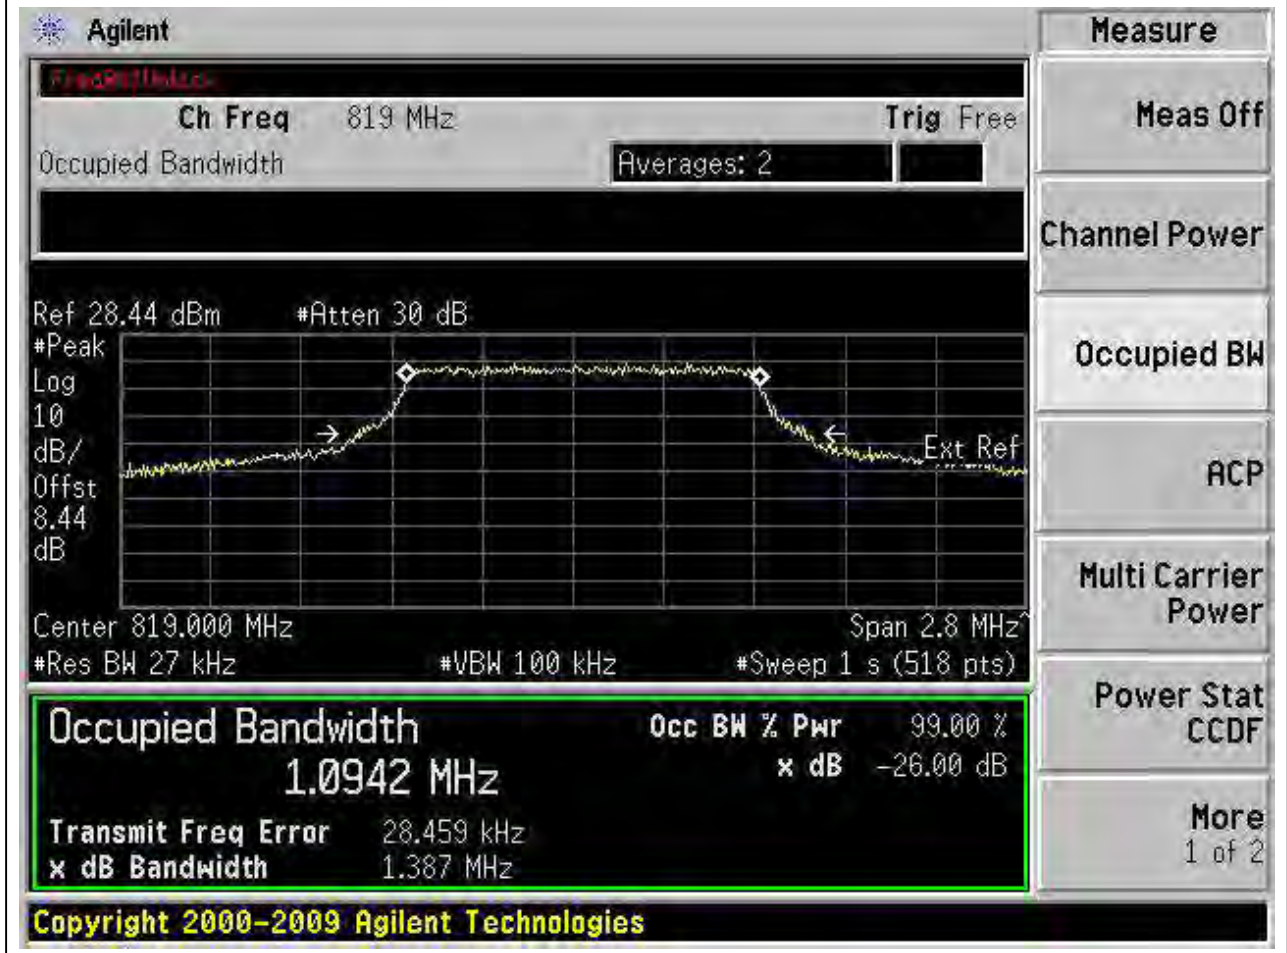 Agilent
Measure
Ch Freq 819 MHz Trig Free
Occupied Bandwidth Averages: 2
Meas Off
Channel Power
Occupied BW
ACP
Multi Carrier
Power
Power Stat
CCDF
More
1 of 2
Ref 28.44 dBm #Atten 30 dB
#Peak
Log
10
dB/
Offst
8.44
dB
Ext Ref
Center 819.000 MHz Span 2.8 MHz
#Res BW 27 kHz #VBW 100 kHz #Sweep 1 s (518 pts)
Occupied Bandwidth
1.0942 MHz
Occ BW % Pwr 99.00 %
x dB -26.00 dB
Transmit Freq Error 28.459 kHz
x dB Bandwidth 1.387 MHz
Copyright 2000-2009 Agilent Technologies